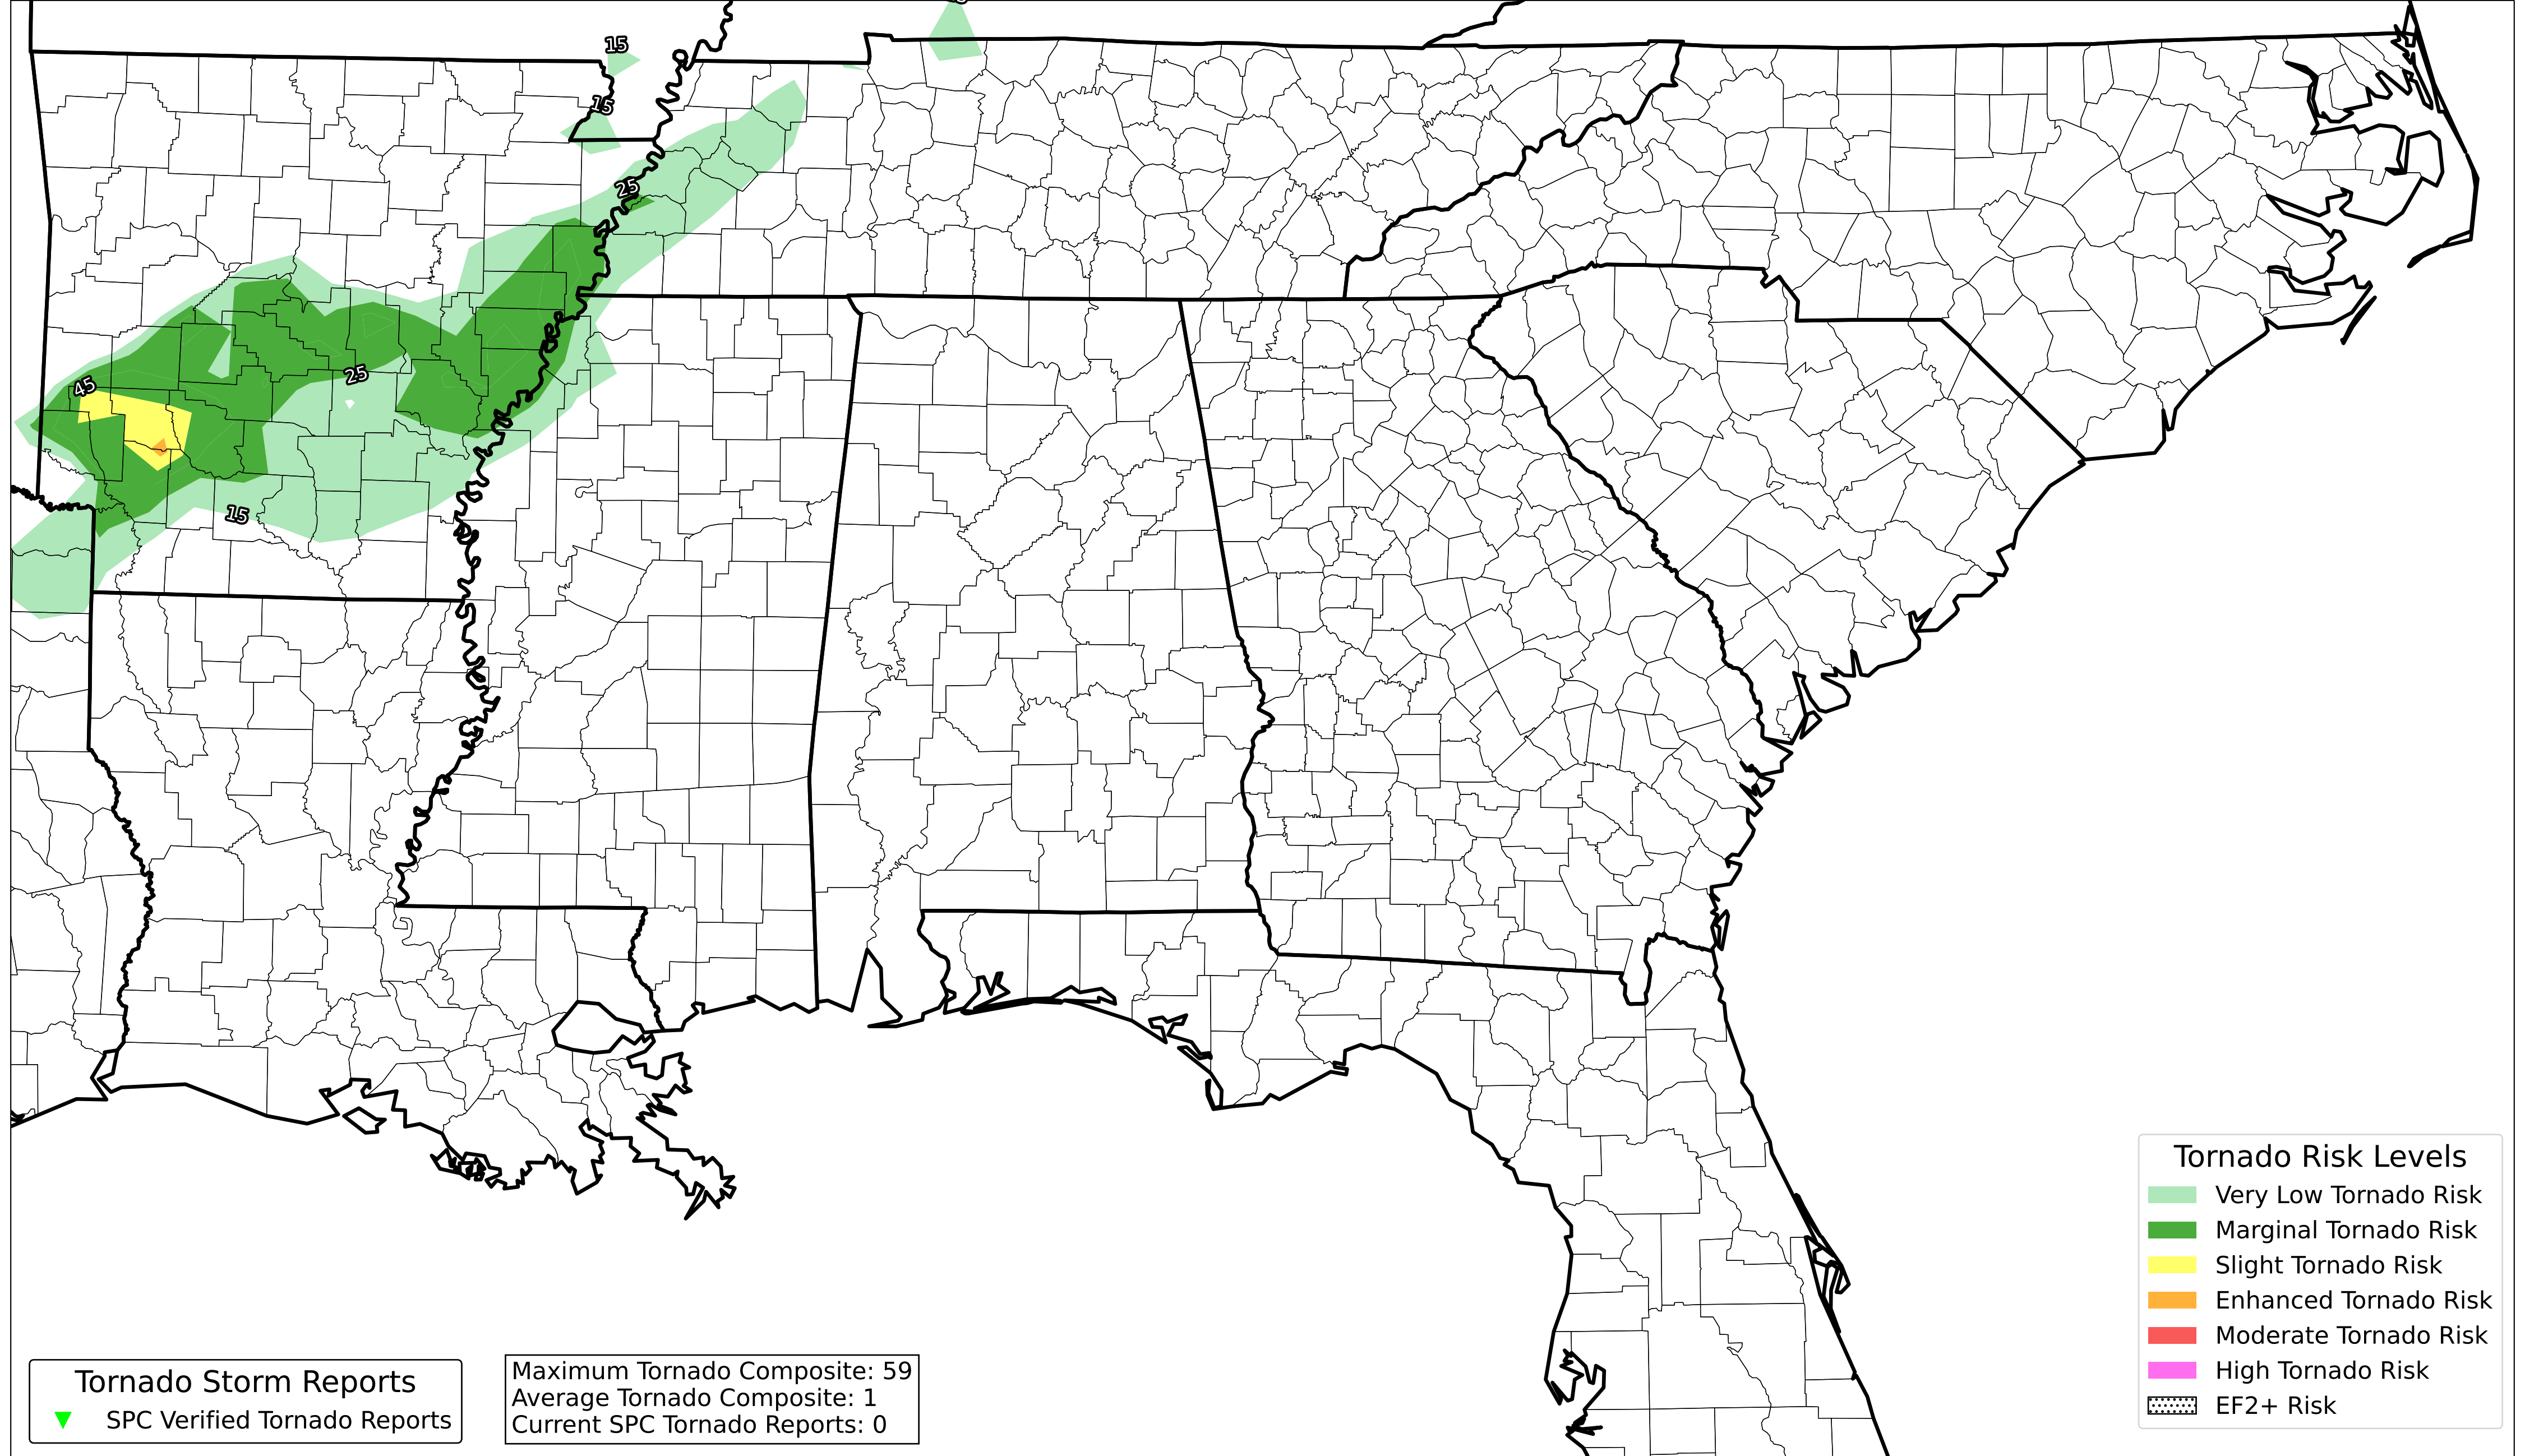 15
15
25
45
25
15
Tornado Risk Levels
Very Low Tornado Risk
Marginal Tornado Risk
Slight Tornado Risk
Enhanced Tornado Risk
Moderate Tornado Risk
High Tornado Risk
EF2+ Risk
Tornado Storm Reports
SPC Verified Tornado Reports
Maximum Tornado Composite: 59
Average Tornado Composite: 1
Current SPC Tornado Reports: 0